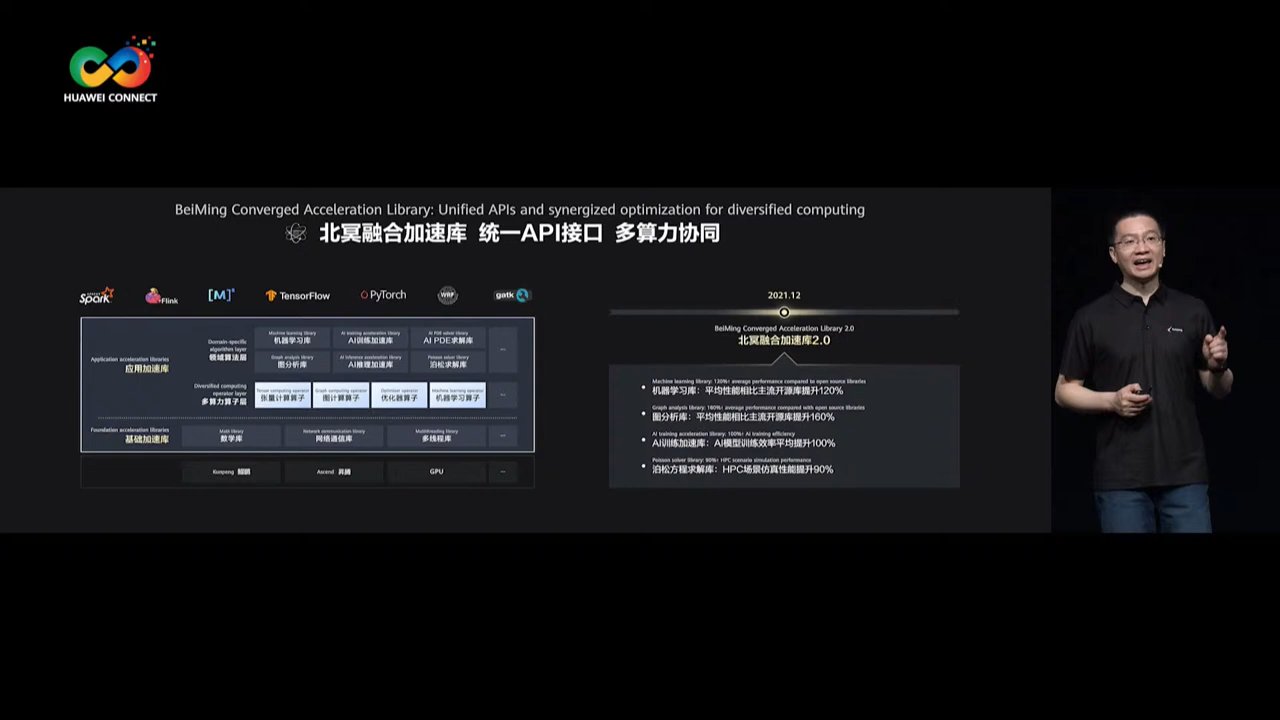 HUAWEI CONNECT
BeiMing Converged Acceleration Library: Unified APIs and synergized optimization for diversified computing
北冥融合加速库 统一API接口 多算力协同
APACHE Spark Flink [M]s TensorFlow PyTorch WRF gatk
Application acceleration libraries
应用加速库
Domain-specific
algorithm layer
领域算法层
Machine learning library
机器学习库
AI training acceleration library
AI训练加速库
AI PDE solver library
AI PDE求解库
...
Graph analysis library
图分析库
AI inference acceleration library
AI推理加速库
Poisson solver library
泊松求解库
Diversified computing
operator layer
多算力算子层
Tensor computing operator
张量计算算子
Graph computing operator
图计算算子
Optimizer operator
优化器算子
Machine learning operator
机器学习算子
...
Foundation acceleration libraries
基础加速库
Math library
数学库
Network communication library
网络通信库
Multithreading library
多线程库
...
Kunpeng 鲲鹏
Ascend 昇腾
GPU
...
2021.12
BeiMing Converged Acceleration Library 2.0
北冥融合加速库2.0
Machine learning library: 120%↑ average performance compared to open source libraries
机器学习库：平均性能相比主流开源库提升120%
Graph analysis library: 160%↑ average performance compared with open source libraries
图分析库：平均性能相比主流开源库提升160%
AI training acceleration library: 100%↑ AI training efficiency
AI训练加速库：AI模型训练效率平均提升100%
Poisson solver library: 90%↑ HPC scenario simulation performance
泊松方程求解库：HPC场景仿真性能提升90%